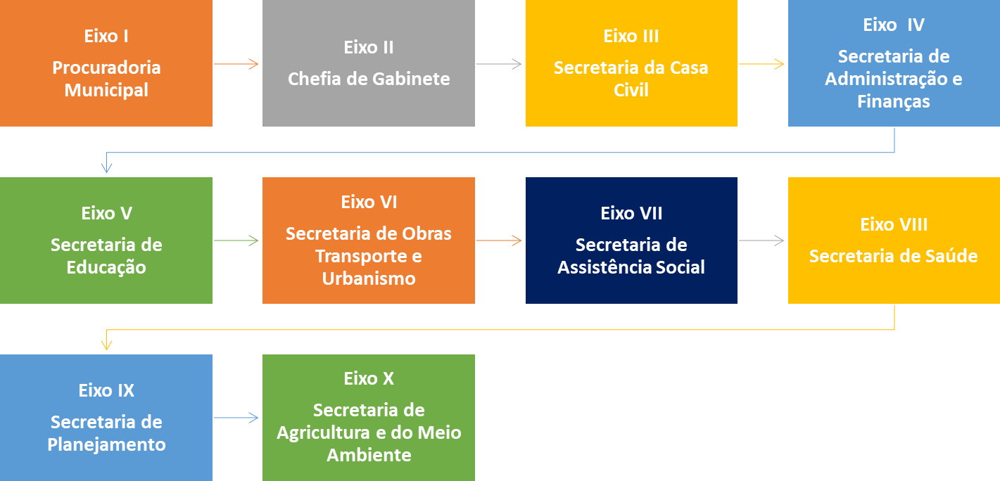 Eixo I
Procuradoria
Municipal
Eixo II
Chefia de Gabinete
Eixo III
Secretaria da Casa
Civil
Eixo  IV
Secretaria de
Administração e
Finanças
Eixo V
Secretaria de
Educação
Eixo VI
Secretaria de Obras
Transporte e
Urbanismo
Eixo VII
Secretaria de
Assistência Social
Eixo VIII
Secretaria de Saúde
Eixo IX
Secretaria de
Planejamento
Eixo X
Secretaria de
Agricultura e do Meio
Ambiente